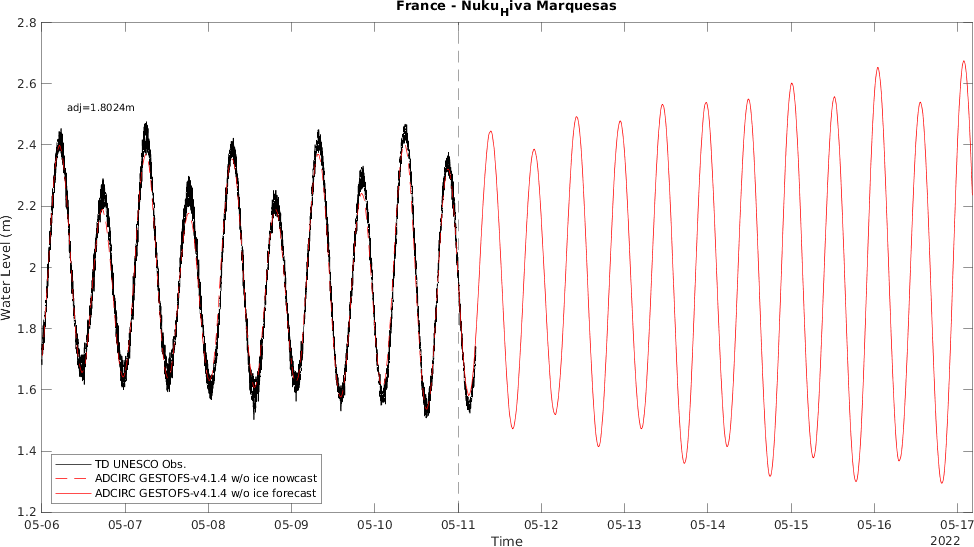 France - Nuku_Hiva Marquesas
2.8
2.6
2.4
2.2
2
1.8
1.6
1.4
1.2
Water Level (m)
adj=1.8024m
TD UNESCO Obs.
ADCIRC GESTOFS-v4.1.4 w/o ice nowcast
ADCIRC GESTOFS-v4.1.4 w/o ice forecast
05-06 05-07 05-08 05-09 05-10 05-11 05-12 05-13 05-14 05-15 05-16 05-17
Time
2022